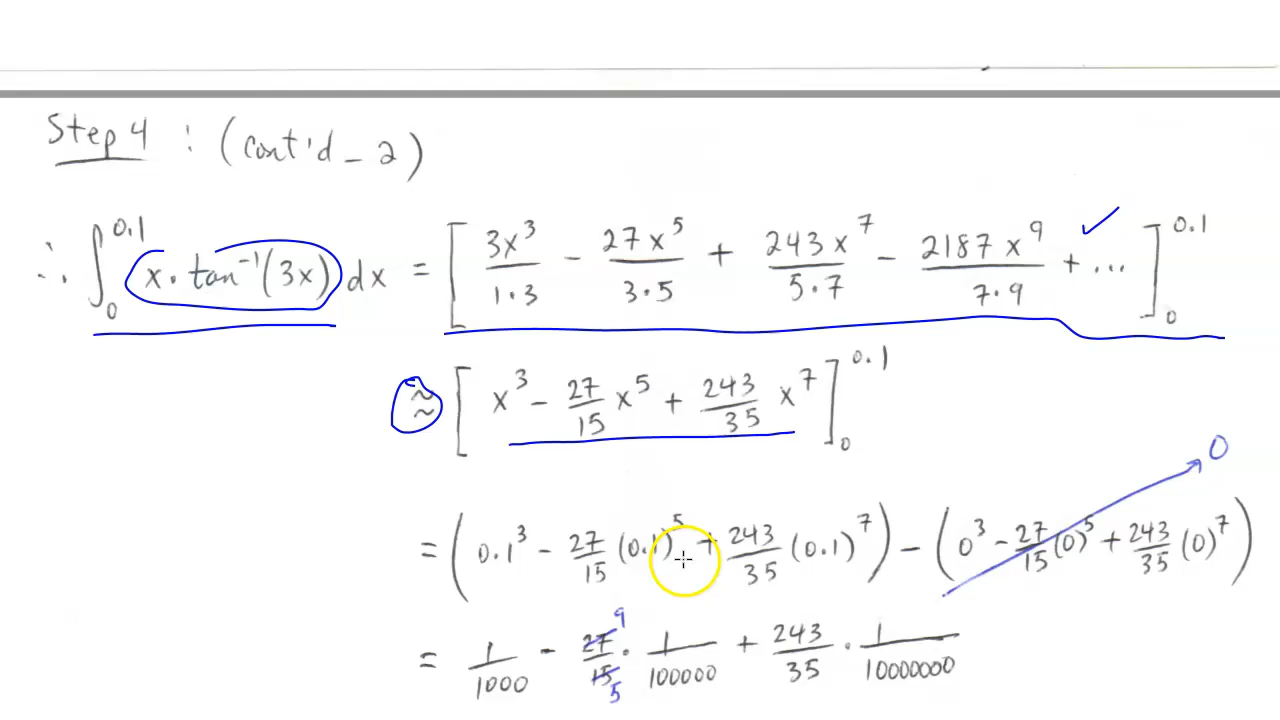 Step 4 : (cont'd - 2)
∴ ∫₀^0.1 x · tan⁻¹(3x) dx = [ 3x³/1·3 − 27x⁵/3·5 + 243x⁷/5·7 − 2187x⁹/7·9 + ... ]₀^0.1
≈ [ x³ − 27/15 x⁵ + 243/35 x⁷ ]₀^0.1
0
= ( 0.1³ − 27/15 (0.1)⁵ + 243/35 (0.1)⁷ ) − ( 0³ − 27/15 (0)⁵ + 243/35 (0)⁷ )
9
= 1/1000 − 27/15 · 1/100000 + 243/35 · 1/10000000
5